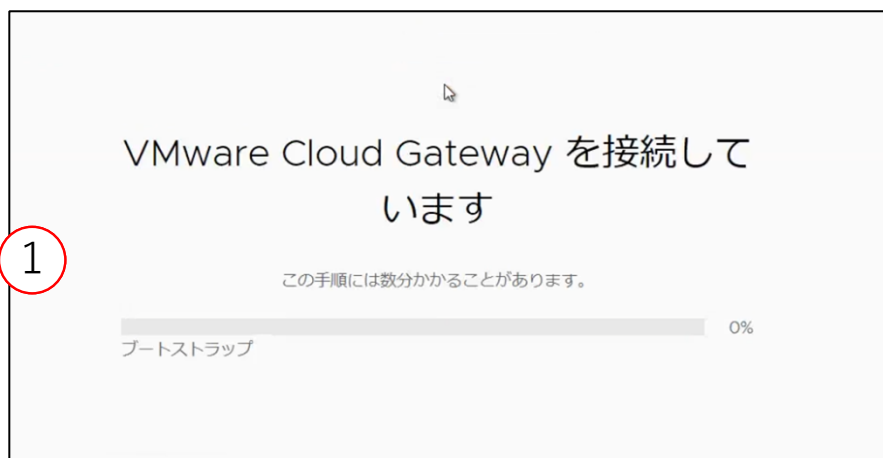 VMware Cloud Gateway を接続して
います
1
この手順には数分かかることがあります。
0%
ブートストラップ